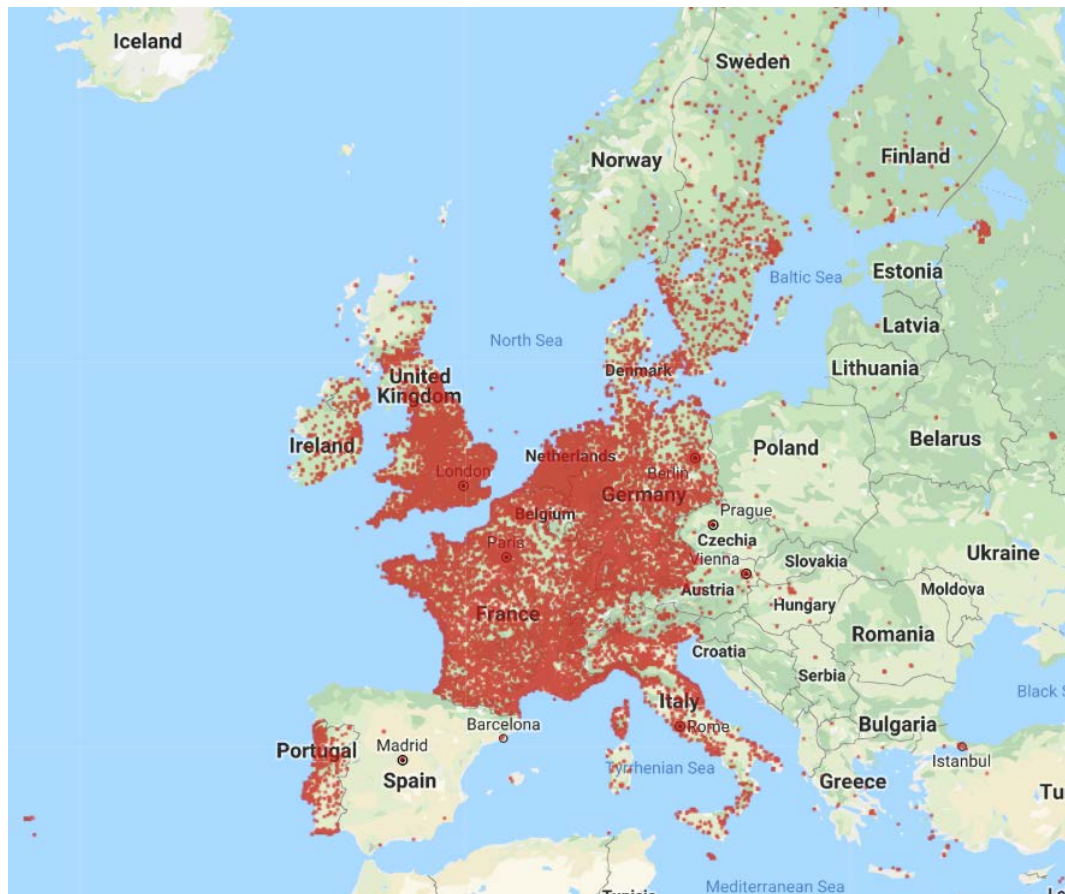 Iceland
Sweden
Norway
Finland
Baltic Sea
Estonia
Latvia
Lithuania
North Sea
Denmark
United
Kingdom
Ireland
London
Netherlands
Berlin
Germany
Poland
Belarus
Belgium
Prague
Czechia
Paris
Vienna
Slovakia
Ukraine
Austria
Hungary
Moldova
France
Croatia
Romania
Serbia
Italy
Black S
Barcelona
Rome
Bulgaria
Portugal
Madrid
Spain
Tyrrhenian Sea
Istanbul
Greece
Tu
Mediterranean Sea